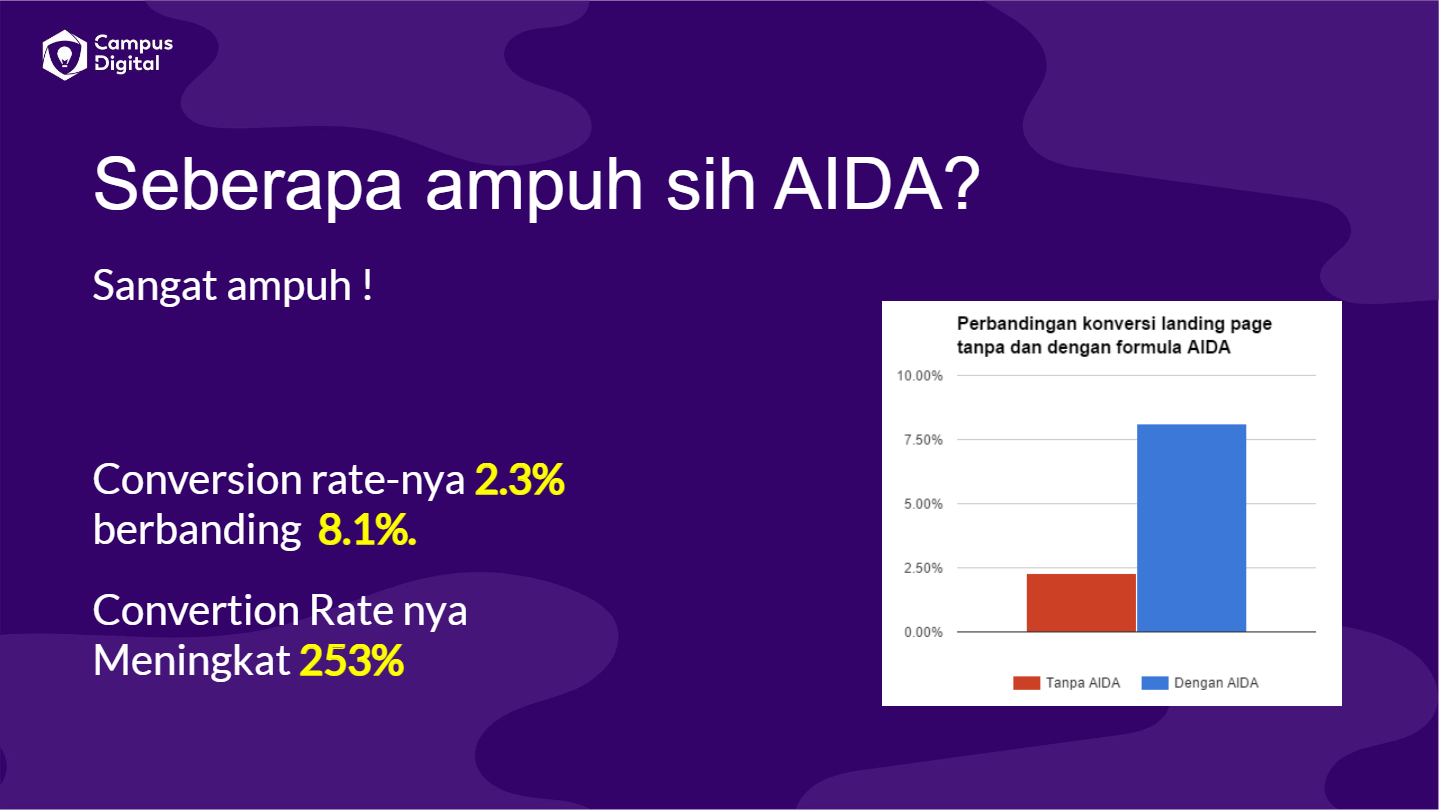 Campus
Digital
Seberapa ampuh sih AIDA?
Sangat ampuh !
Conversion rate-nya 2.3%
berbanding 8.1%.
Convertion Rate nya
Meningkat 253%
Perbandingan konversi landing page
tanpa dan dengan formula AIDA
10.00%
7.50%
5.00%
2.50%
0.00%
Tanpa AIDA
Dengan AIDA